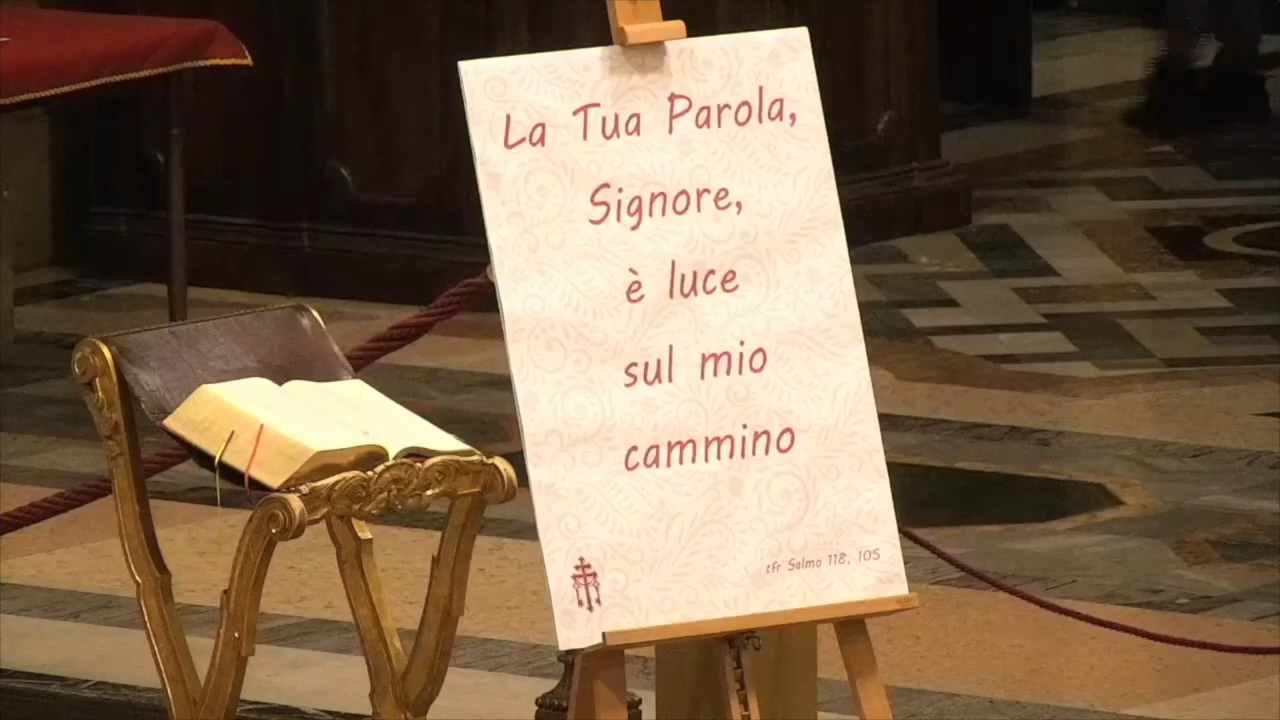 La Tua Parola,
Signore,
è luce
sul mio
cammino
cfr Salmo 118, 105